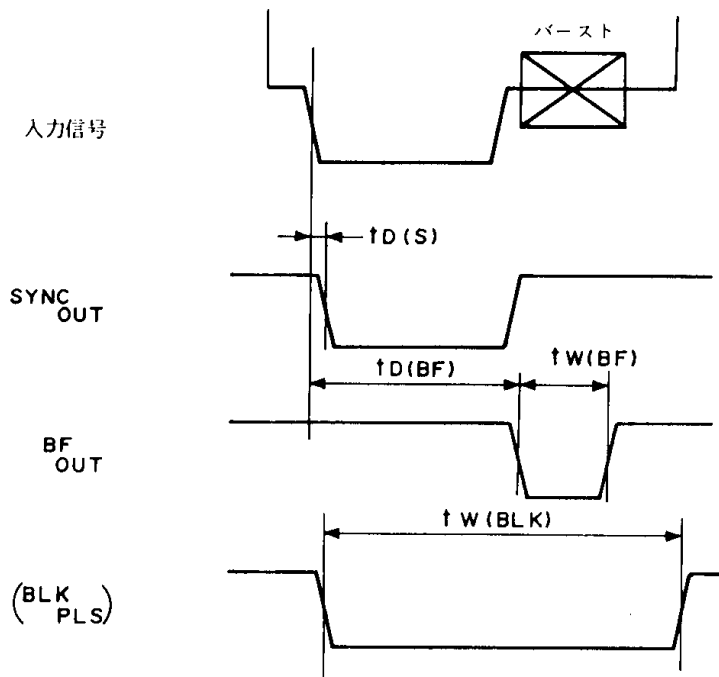 バースト
入力信号
tD(S)
SYNC OUT
tD(BF)
tW(BF)
BF OUT
tW(BLK)
(BLK PLS)